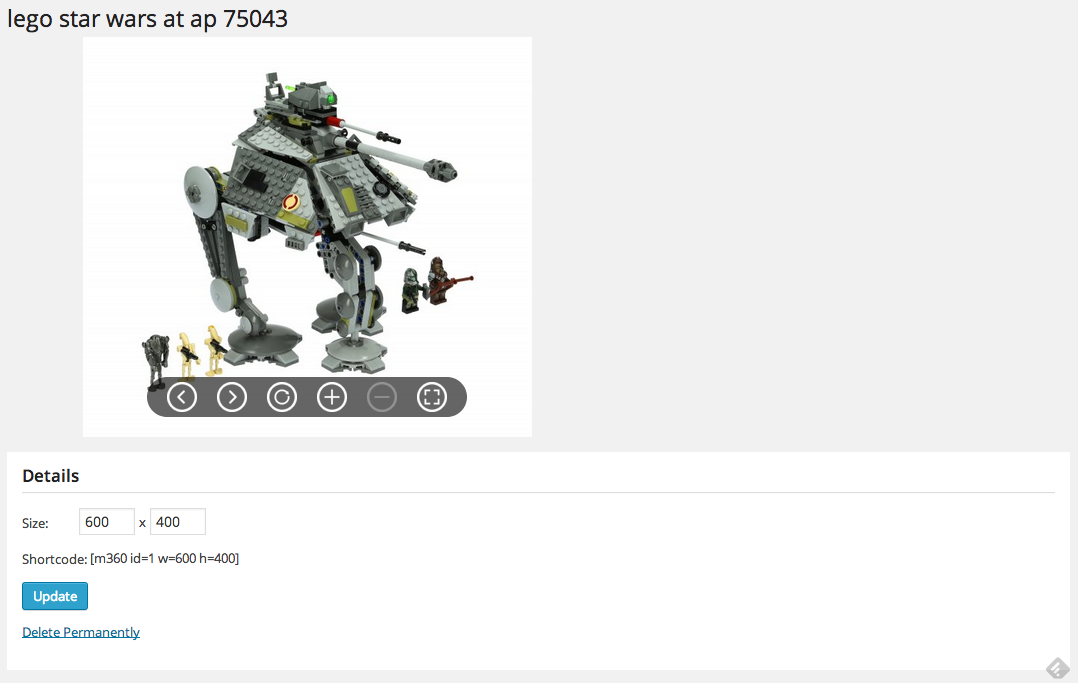 lego star wars at ap 75043
Details
Size: 600 x 400
Shortcode: [m360 id=1 w=600 h=400]
Update
Delete Permanently